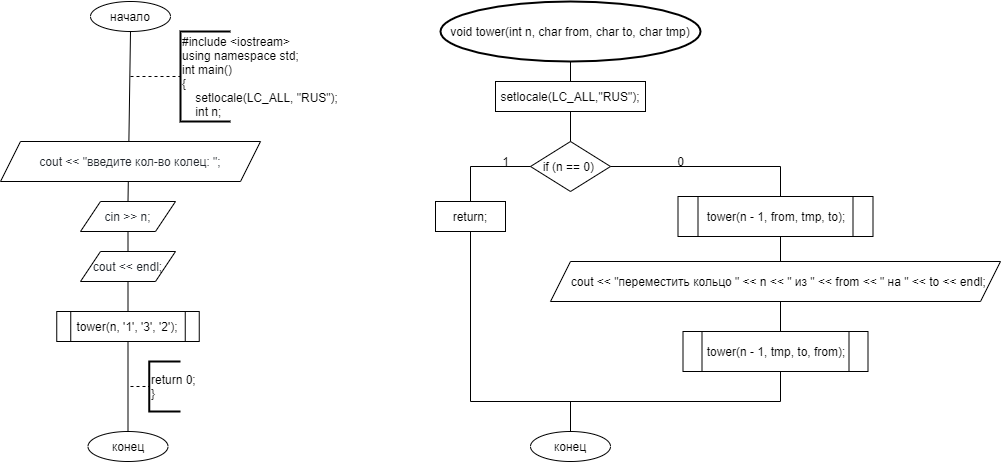 начало
#include <iostream>
using namespace std;
int main()
{
setlocale(LC_ALL, "RUS");
int n;
cout << "введите кол-во колец: ";
cin >> n;
cout << endl;
tower(n, '1', '3', '2');
return 0;
}
конец
void tower(int n, char from, char to, char tmp)
setlocale(LC_ALL,"RUS");
1
if (n == 0)
0
return;
tower(n - 1, from, tmp, to);
cout << "переместить кольцо " << n << " из " << from << " на " << to << endl;
tower(n - 1, tmp, to, from);
конец